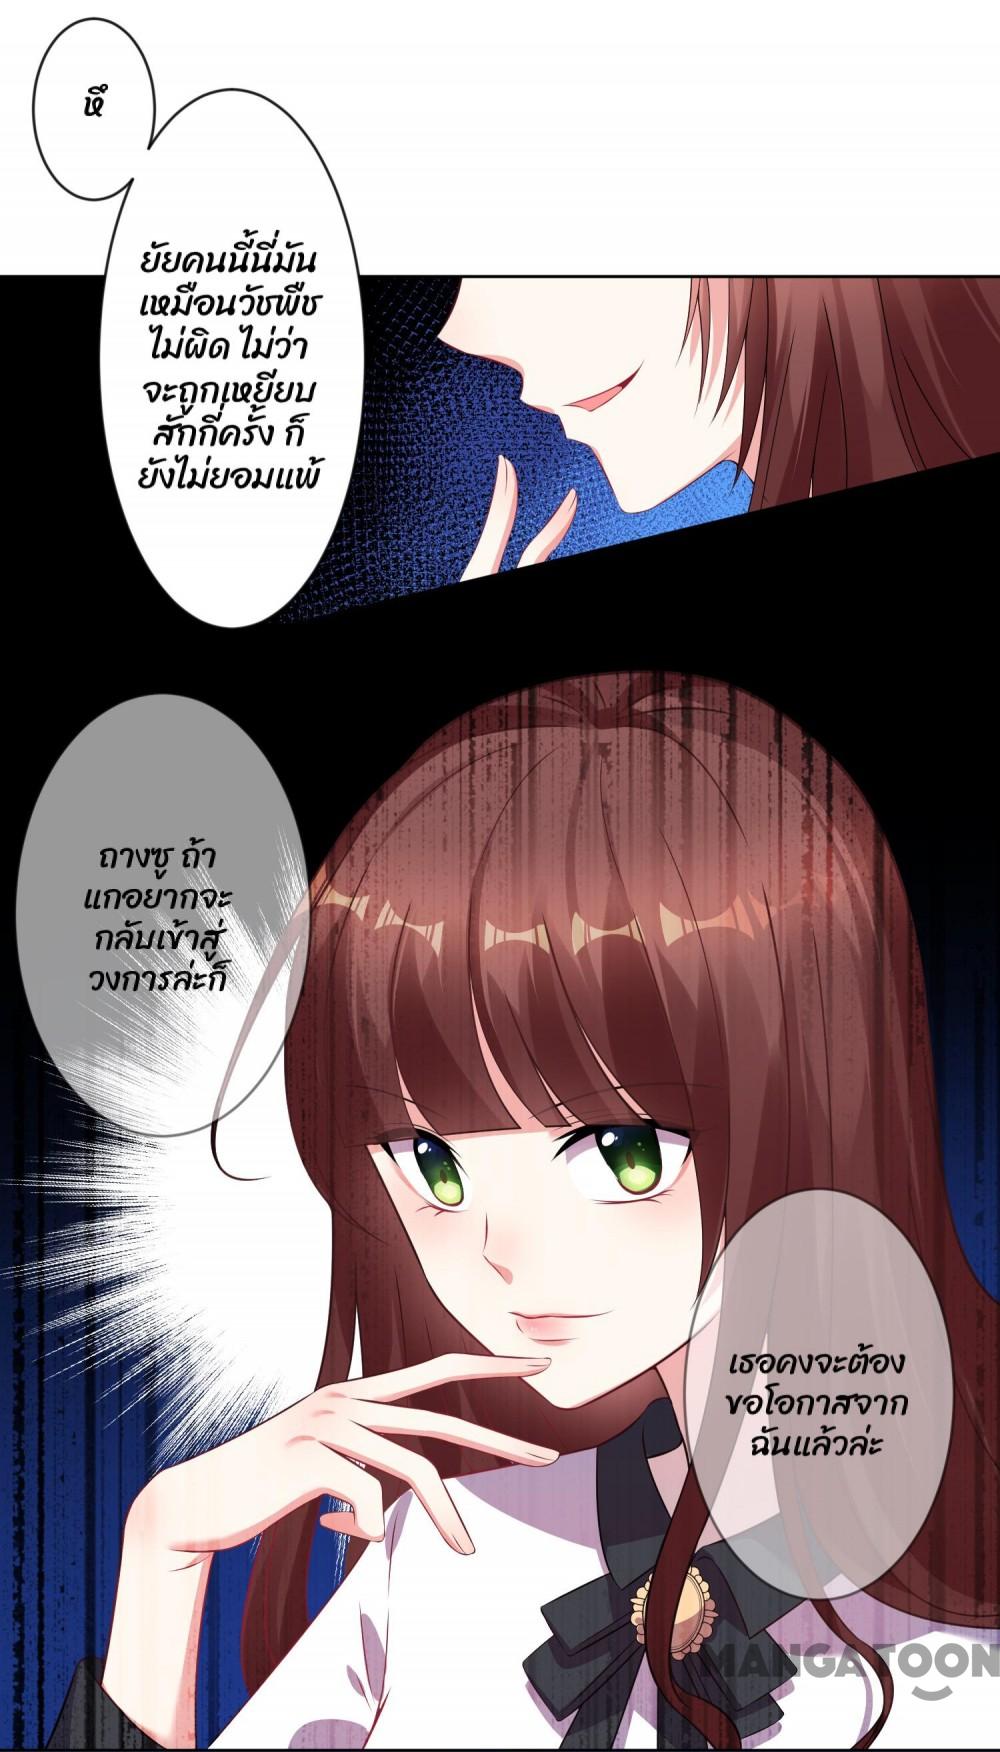 หึ
ยัยคนนี้นี่มัน
เหมือนวัชพืช
ไม่ผิด ไม่ว่า
จะถูกเหยียบ
สักกี่ครั้ง ก็
ยังไม่ยอมแพ้
ถางซู ถ้า
แกอยากจะ
กลับเข้าสู่
วงการล่ะก็
เธอคงจะต้อง
ขอโอกาสจาก
ฉันแล้วล่ะ
MANGATOON